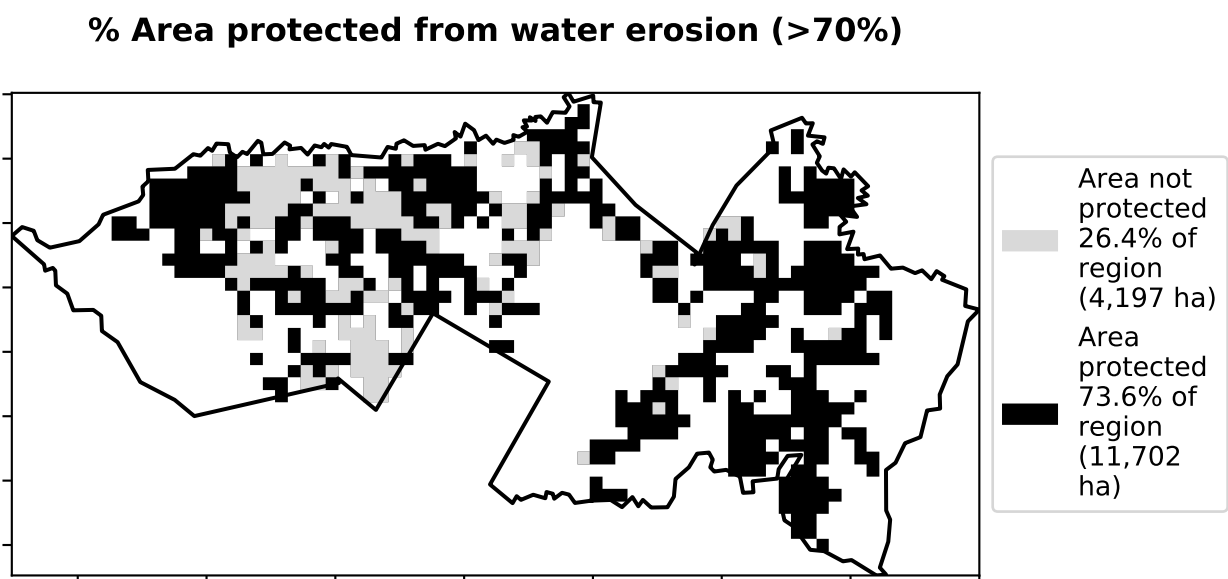 % Area protected from water erosion (>70%)
Area not
protected
26.4% of
region
(4,197 ha)
Area
protected
73.6% of
region
(11,702
ha)